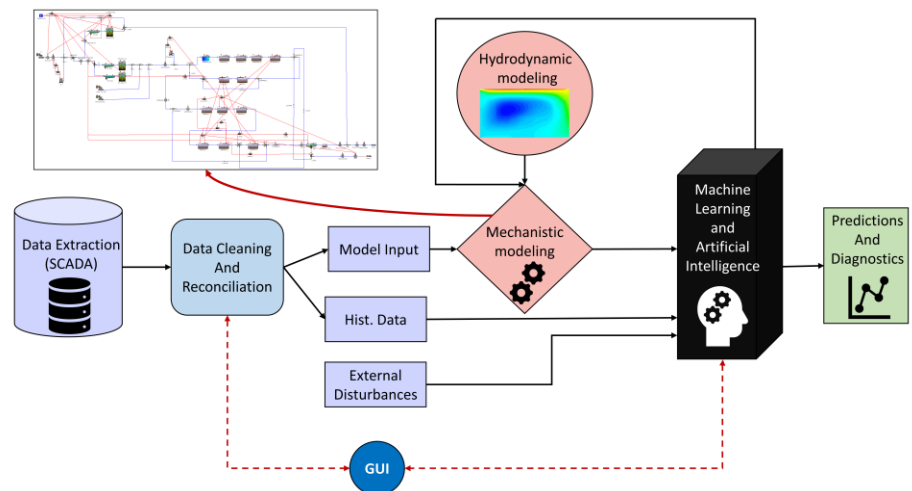 Hydrodynamic
modeling
Data Extraction
(SCADA)
Data Cleaning
And
Reconciliation
Model Input
Mechanistic
modeling
Machine
Learning
and
Artificial
Intelligence
Predictions
And
Diagnostics
Hist. Data
External
Disturbances
GUI